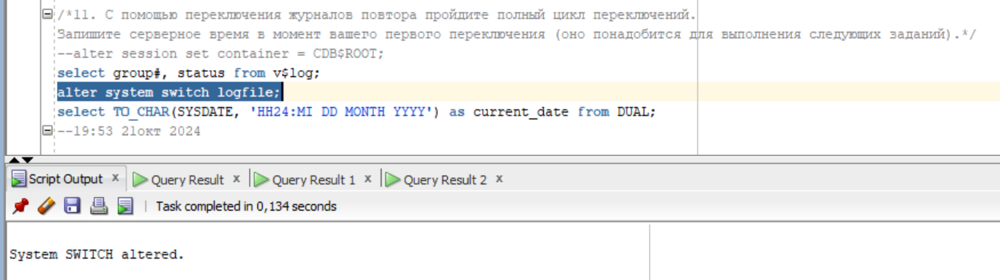 /*11. С помощью переключения журналов повтора пройдите полный цикл переключений.
Запишите серверное время в момент вашего первого переключения (оно понадобится для выполнения следующих заданий).*/
--alter session set container = CDB$ROOT;
select group#, status from v$log;
alter system switch logfile;
select TO_CHAR(SYSDATE, 'HH24:MI DD MONTH YYYY') as current_date from DUAL;
--19:53 21окт 2024
Script Output x Query Result x Query Result 1 x Query Result 2 x
Task completed in 0,134 seconds
System SWITCH altered.